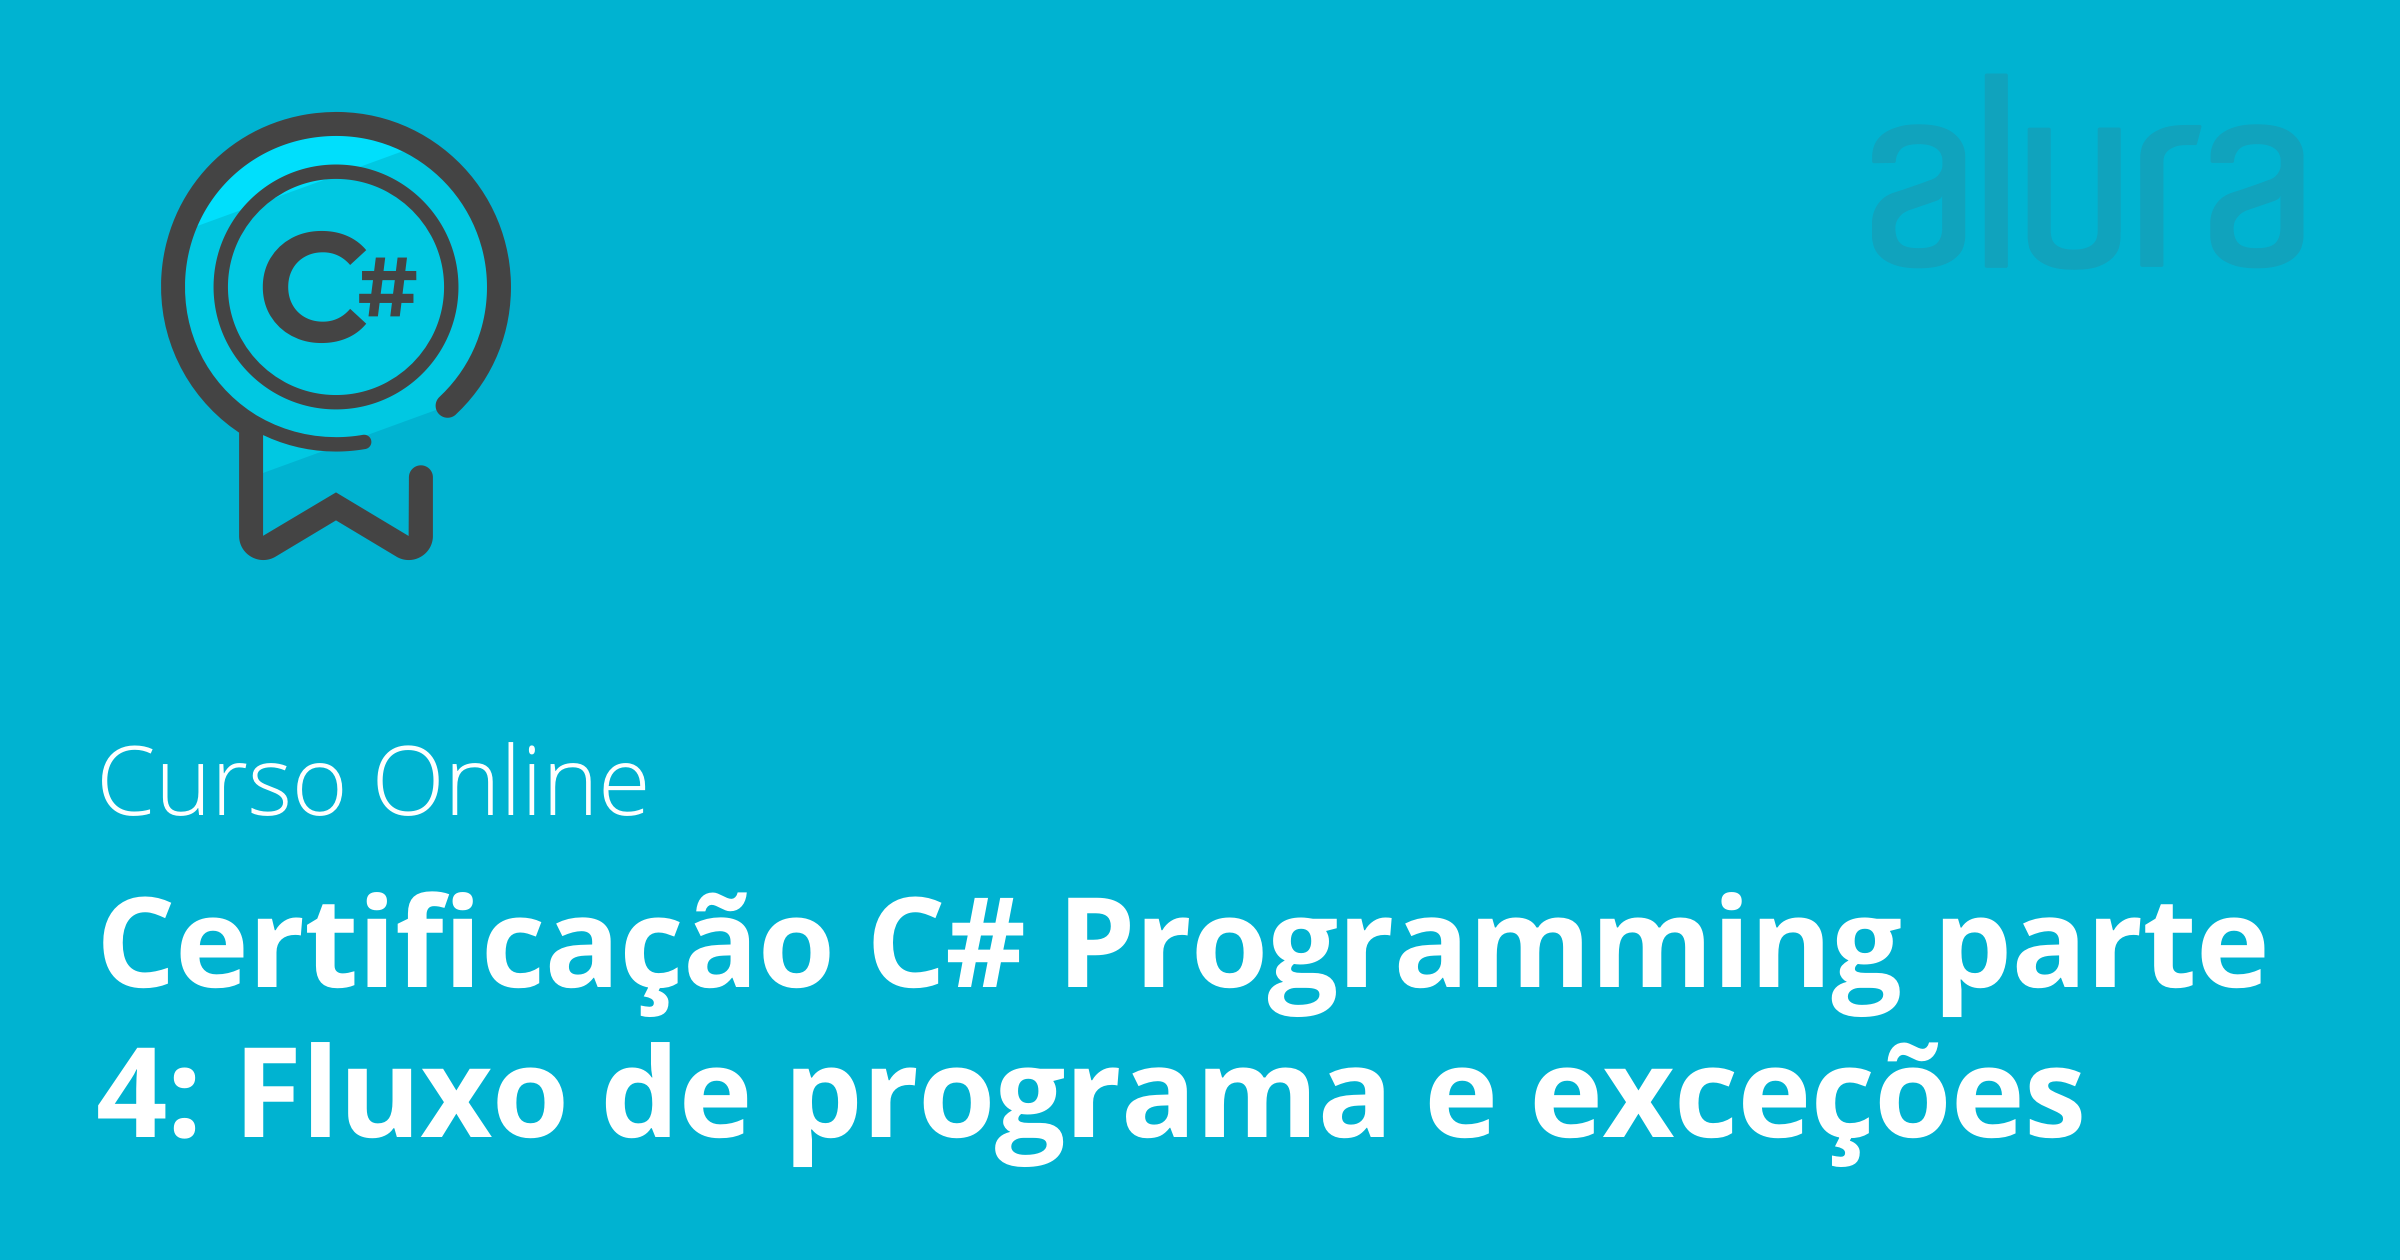 alura
C#
Curso Online
Certificação C# Programming parte
4: Fluxo de programa e exceções